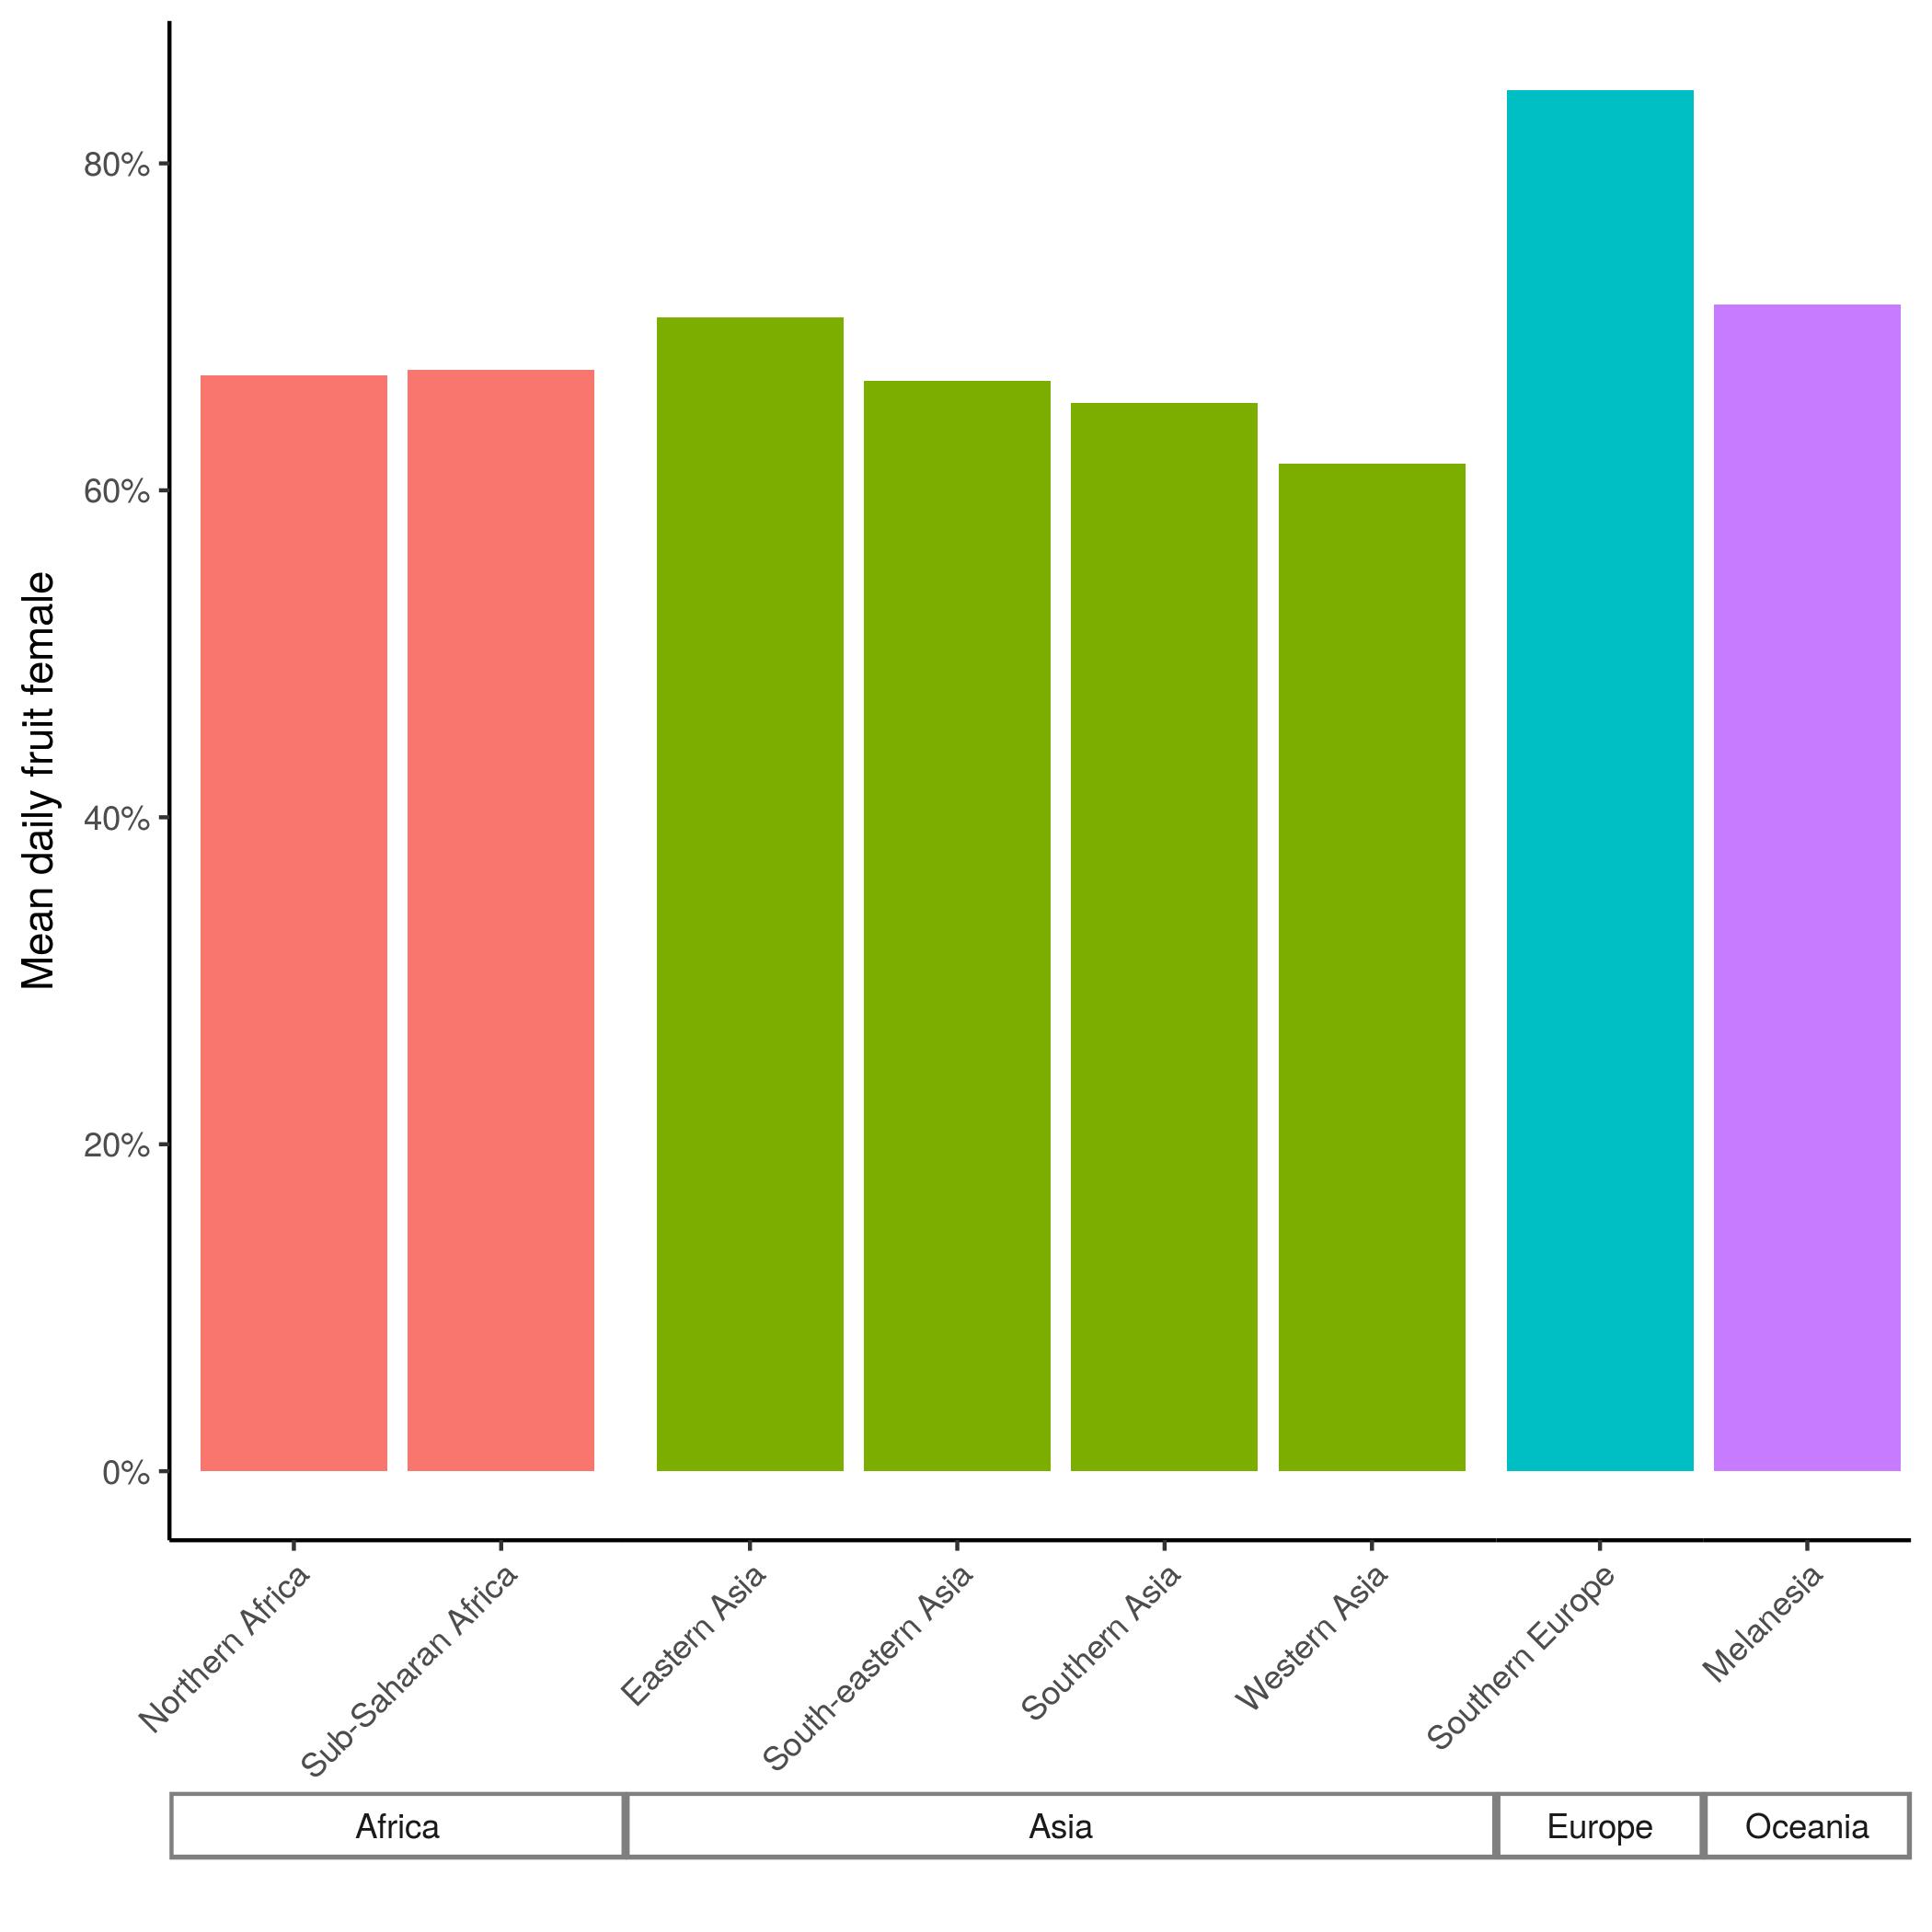 Mean daily fruit female
80%
60%
40%
20%
0%
Northern Africa
Sub-Saharan Africa
Eastern Asia
South-eastern Asia
Southern Asia
Western Asia
Southern Europe
Melanesia
Africa
Asia
Europe
Oceania